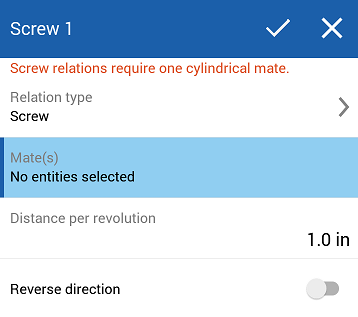 Screw 1
Screw relations require one cylindrical mate.
Relation type
Screw
Mate(s)
No entities selected
Distance per revolution
1.0 in
Reverse direction